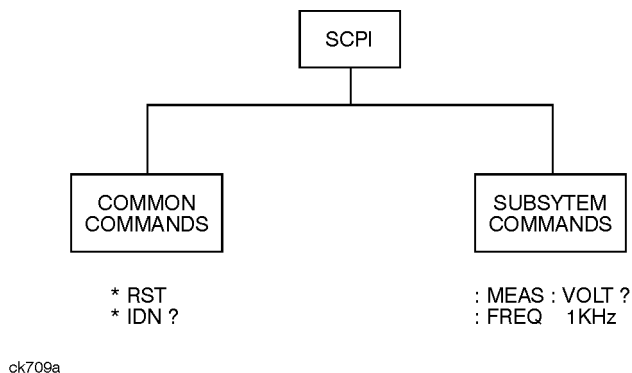 SCPI
COMMON
COMMANDS
SUBSYTEM
COMMANDS
* RST
* IDN ?
: MEAS : VOLT ?
: FREQ 1KHz
ck709a